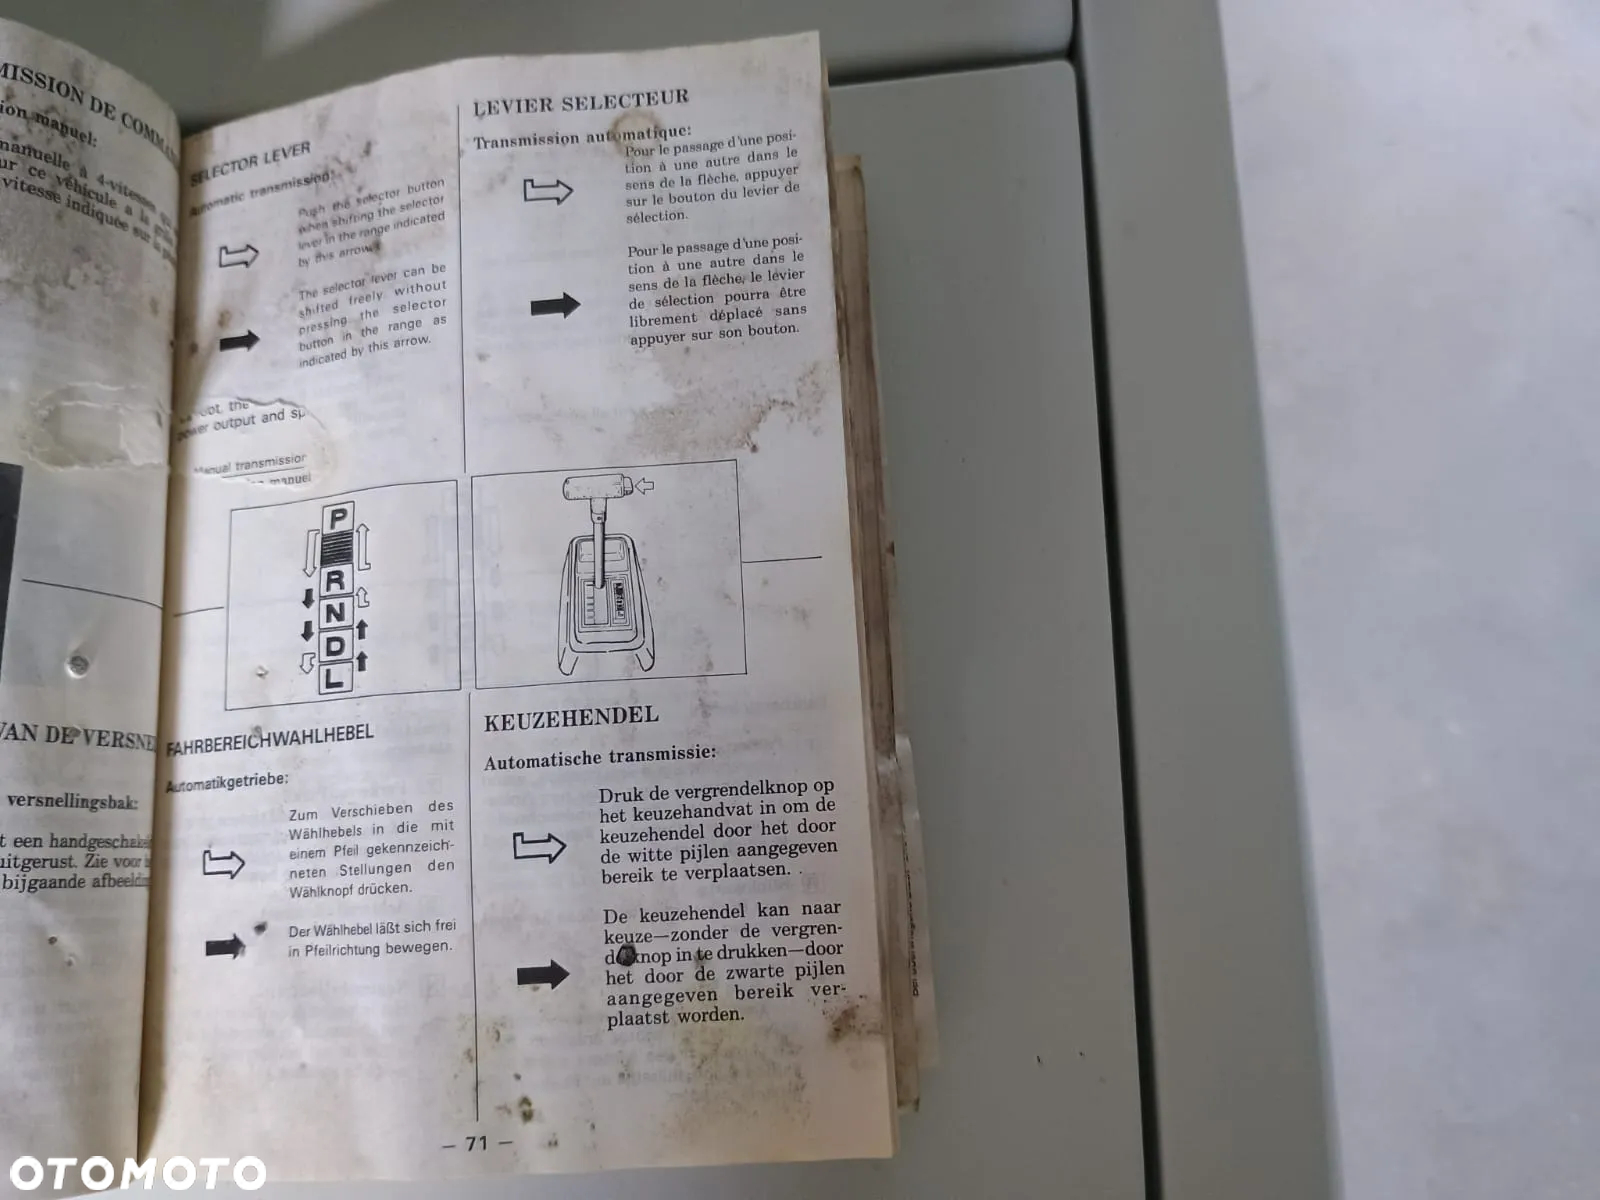 MISSION DE COMMA
ion manuel:
manuelle à 4-vitesses
ur ce véhicule a la
vitesse indiquée sur
VAN DE VERSNE
versnellingsbak:
t een handgescha
uitgerust. Zie voor
bijgaande afbeeldin
SELECTOR LEVER
Automatic transmission:
Push the selector button
when shifting the selector
lever in the range indicated
by this arrow.
The selector lever can be
shifted freely without
pressing the selector
button in the range as
indicated by this arrow.
oot, the
power output and sp
Manual transmission
manuel
LEVIER SELECTEUR
Transmission automatique:
Pour le passage d'une posi-
tion à une autre dans le
sens de la flèche, appuyer
sur le bouton du levier de
sélection.
Pour le passage d'une posi-
tion à une autre dans le
sens de la flèche, le levier
de sélection pourra être
librement déplacé sans
appuyer sur son bouton.
P
R
N
D
L
FAHRBEREICHWAHLHEBEL
Automatikgetriebe:
Zum Verschieben des
Wählhebels in die mit
einem Pfeil gekennzeich-
neten Stellungen den
Wählknopf drücken.
Der Wählhebel läßt sich frei
in Pfeilrichtung bewegen.
KEUZEHENDEL
Automatische transmissie:
Druk de vergrendelknop op
het keuzehandvat in om de
keuzehendel door het door
de witte pijlen aangegeven
bereik te verplaatsen.
De keuzehendel kan naar
keuze—zonder de vergren-
delknop in te drukken—door
het door de zwarte pijlen
aangegeven bereik ver-
plaatst worden.
— 71 —
OTOMOTO